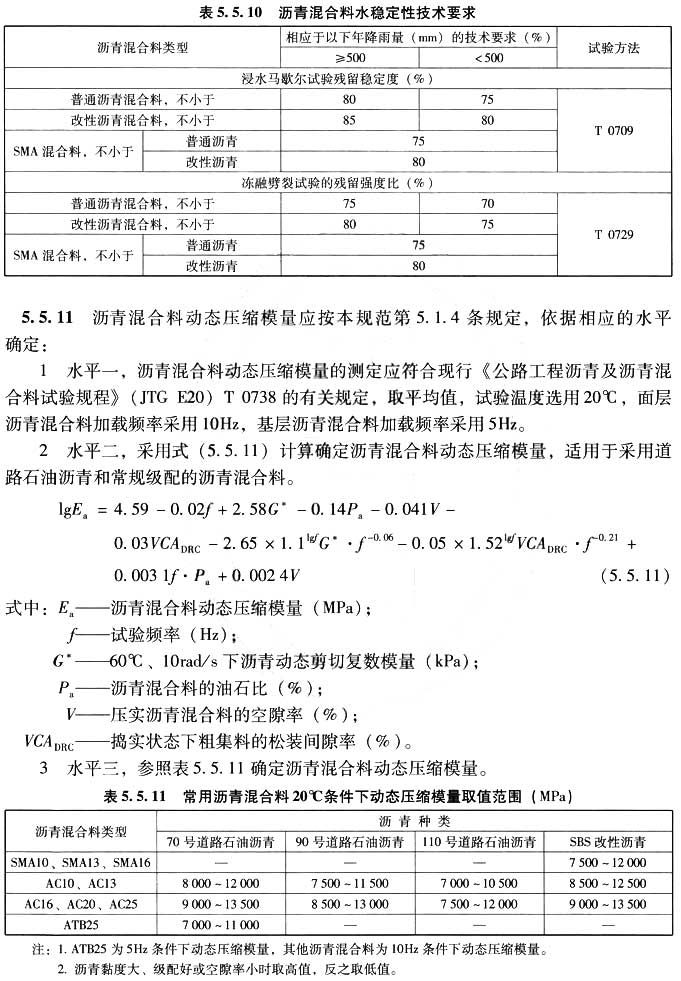 表 5.5.10 沥青混合料水稳定性技术要求
沥青混合料类型 相应于以下年降雨量（mm）的技术要求（%） 试验方法
≥500 <500
浸水马歇尔试验残留稳定度（%）
普通沥青混合料，不小于 80 75 T 0709
改性沥青混合料，不小于 85 80
SMA 混合料，不小于 普通沥青 75
改性沥青 80
冻融劈裂试验的残留强度比（%）
普通沥青混合料，不小于 75 70 T 0729
改性沥青混合料，不小于 80 75
SMA 混合料，不小于 普通沥青 75
改性沥青 80
5.5.11 沥青混合料动态压缩模量应按本规范第 5.1.4 条规定，依据相应的水平
确定：
1 水平一，沥青混合料动态压缩模量的测定应符合现行《公路工程沥青及沥青混
合料试验规程》（JTG E20）T 0738 的有关规定，取平均值，试验温度选用 20℃，面层
沥青混合料加载频率采用 10Hz，基层沥青混合料加载频率采用 5Hz。
2 水平二，采用式（5.5.11）计算确定沥青混合料动态压缩模量，适用于采用道
路石油沥青和常规级配的沥青混合料。
lgEₐ = 4.59 − 0.02f + 2.58G* − 0.14Pₐ − 0.041V −
0.03VCA_DRC − 2.65 × 1.1^lgf G* · f^−0.06 − 0.05 × 1.52^lgf VCA_DRC · f^−0.21 +
0.003 1f · Pₐ + 0.002 4V （5.5.11）
式中：Eₐ——沥青混合料动态压缩模量（MPa）；
f——试验频率（Hz）；
G*——60℃、10rad/s 下沥青动态剪切复数模量（kPa）；
Pₐ——沥青混合料的油石比（%）；
V——压实沥青混合料的空隙率（%）；
VCA_DRC——捣实状态下粗集料的松装间隙率（%）。
3 水平三，参照表 5.5.11 确定沥青混合料动态压缩模量。
表 5.5.11 常用沥青混合料 20℃条件下动态压缩模量取值范围（MPa）
沥青混合料类型 沥 青 种 类
70 号道路石油沥青 90 号道路石油沥青 110 号道路石油沥青 SBS 改性沥青
SMA10、SMA13、SMA16 — — — 7 500 ~ 12 000
AC10、AC13 8 000 ~ 12 000 7 500 ~ 11 500 7 000 ~ 10 500 8 500 ~ 12 500
AC16、AC20、AC25 9 000 ~ 13 500 8 500 ~ 13 000 7 500 ~ 12 000 9 000 ~ 13 500
ATB25 7 000 ~ 11 000 — — —
注：1. ATB25 为 5Hz 条件下动态压缩模量，其他沥青混合料为 10Hz 条件下动态压缩模量。
2. 沥青黏度大、级配好或空隙率小时取高值，反之取低值。